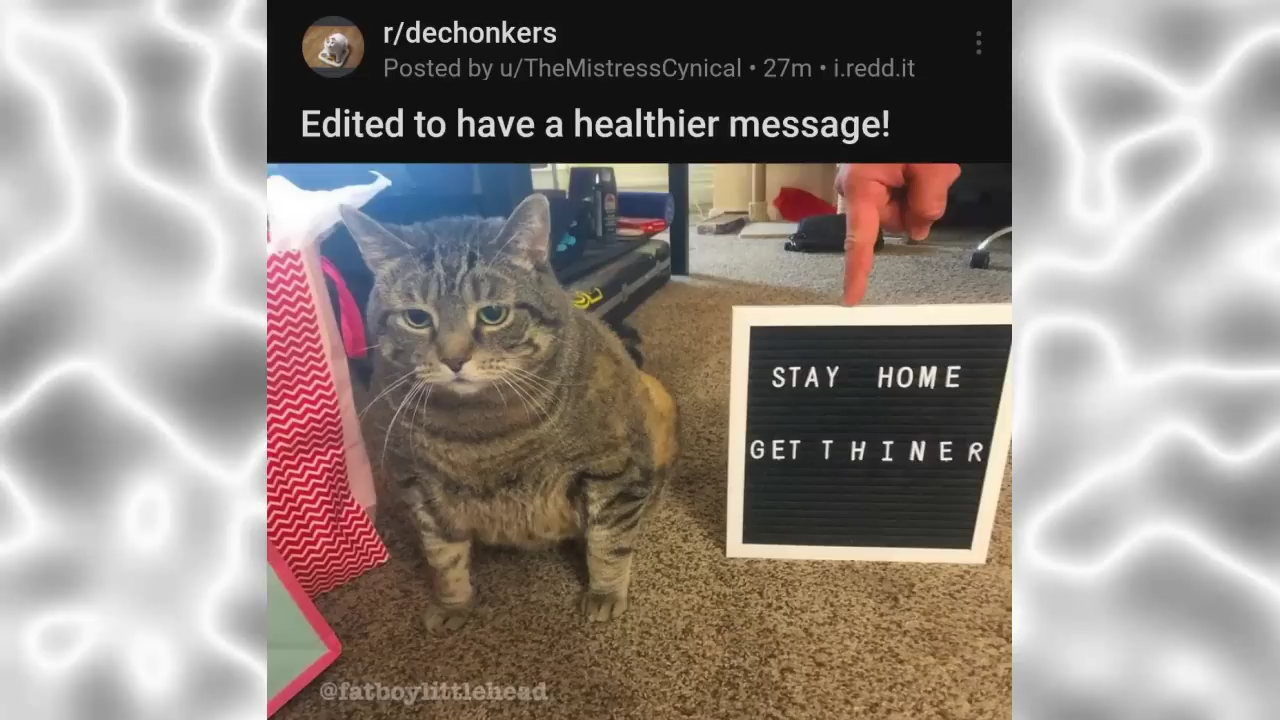 r/dechonkers
Posted by u/TheMistressCynical • 27m • i.redd.it
Edited to have a healthier message!
STAY HOME
GET THINER
@fatboylittlehead